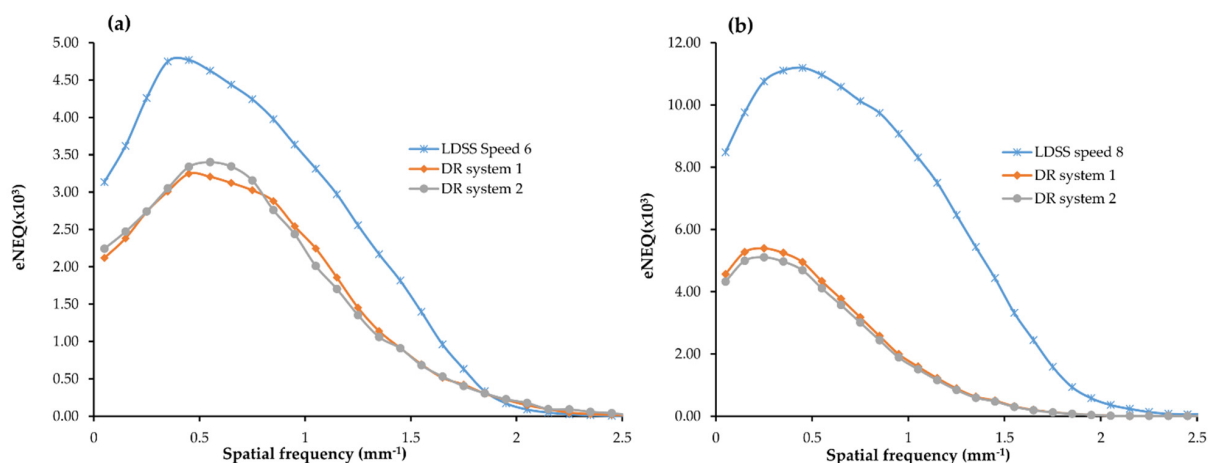 (a)
5.00
4.50
4.00
3.50
3.00
2.50
2.00
1.50
1.00
0.50
0.00
eNEQ(x10³)
LDSS Speed 6
DR system 1
DR system 2
0 0.5 1 1.5 2 2.5
Spatial frequency (mm⁻¹)
(b)
12.00
10.00
8.00
6.00
4.00
2.00
0.00
eNEQ(x10³)
LDSS speed 8
DR system 1
DR system 2
0 0.5 1 1.5 2 2.5
Spatial frequency (mm⁻¹)